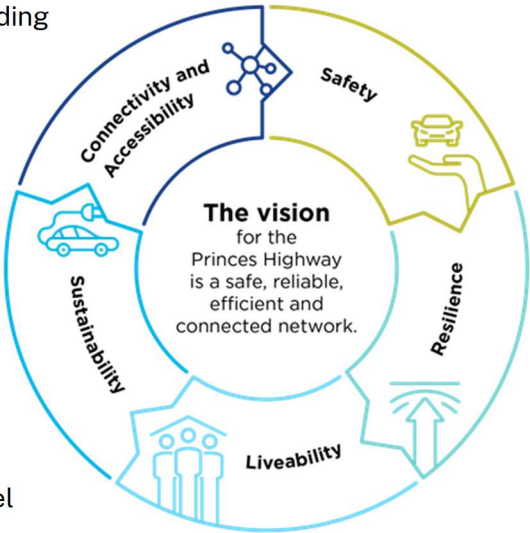 ding
Connectivity and
Accessibility
Safety
The vision
for the
Princes Highway
is a safe, reliable,
efficient and
connected network.
Resilience
Sustainability
Liveability
el